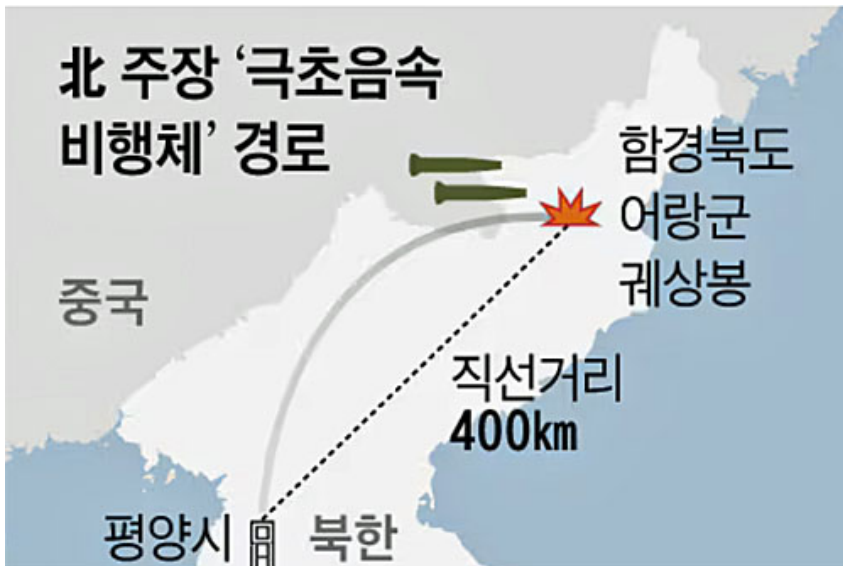 北 주장 ‘극초음속
비행체’ 경로
함경북도
어랑군
궤상봉
중국
직선거리
400km
평양시
북한